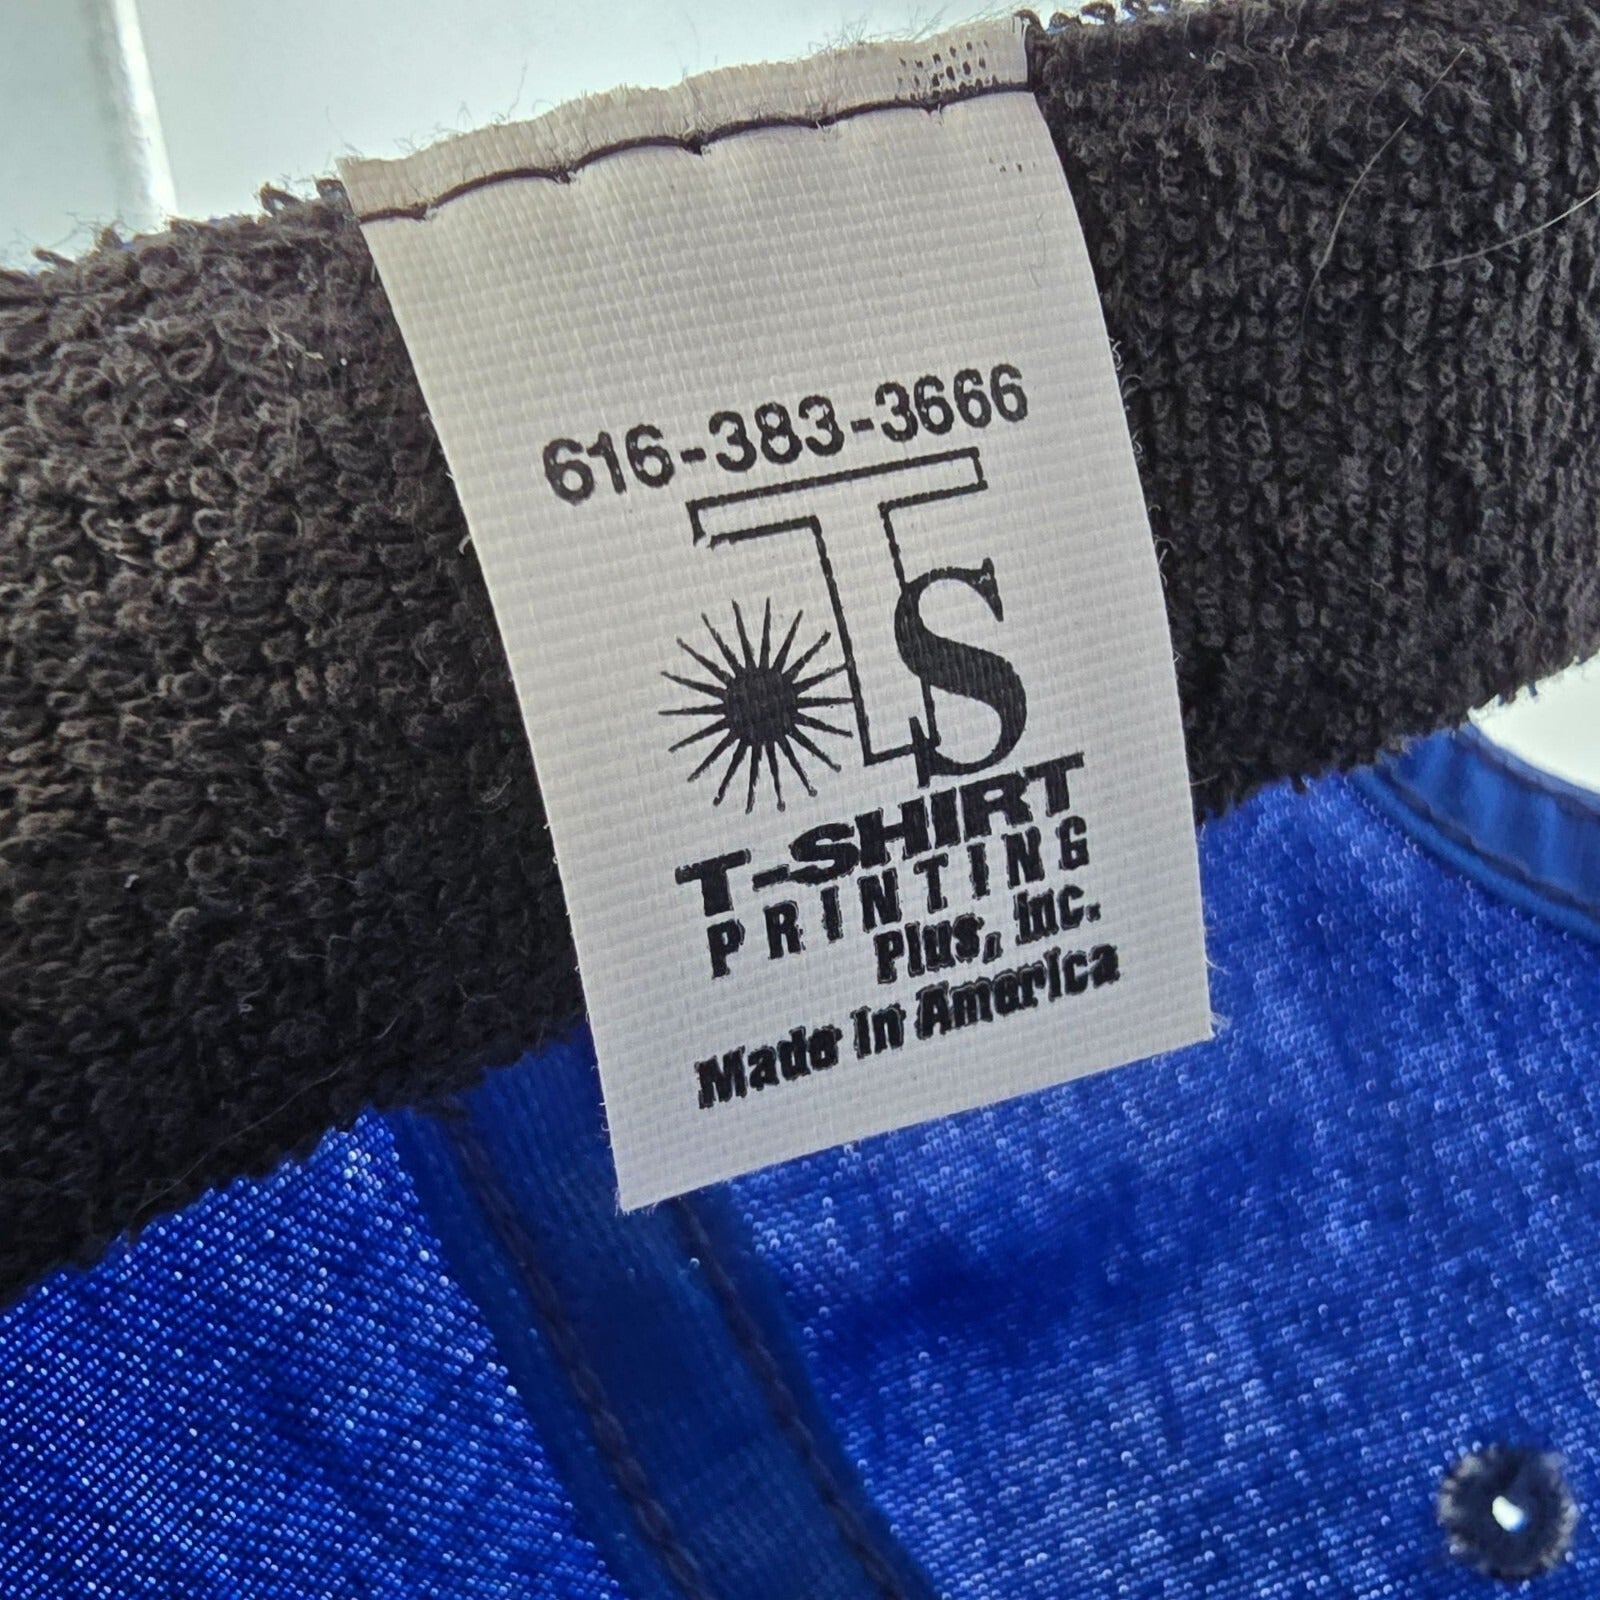 616-383-3666
TS
T-SHIRT
PRINTING
Plus, inc.
Made In America